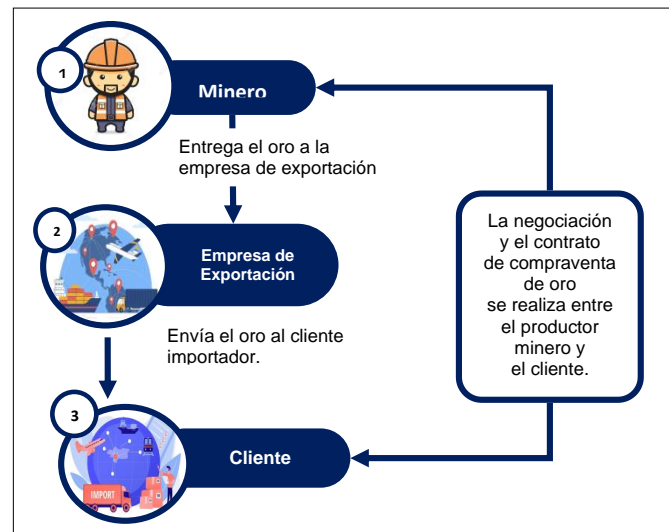 1
Minero
Entrega el oro a la
empresa de exportación
2
Empresa de
Exportación
Envía el oro al cliente
importador.
3
Cliente
IMPORT
La negociación
y el contrato
de compraventa
de oro
se realiza entre
el productor
minero y
el cliente.